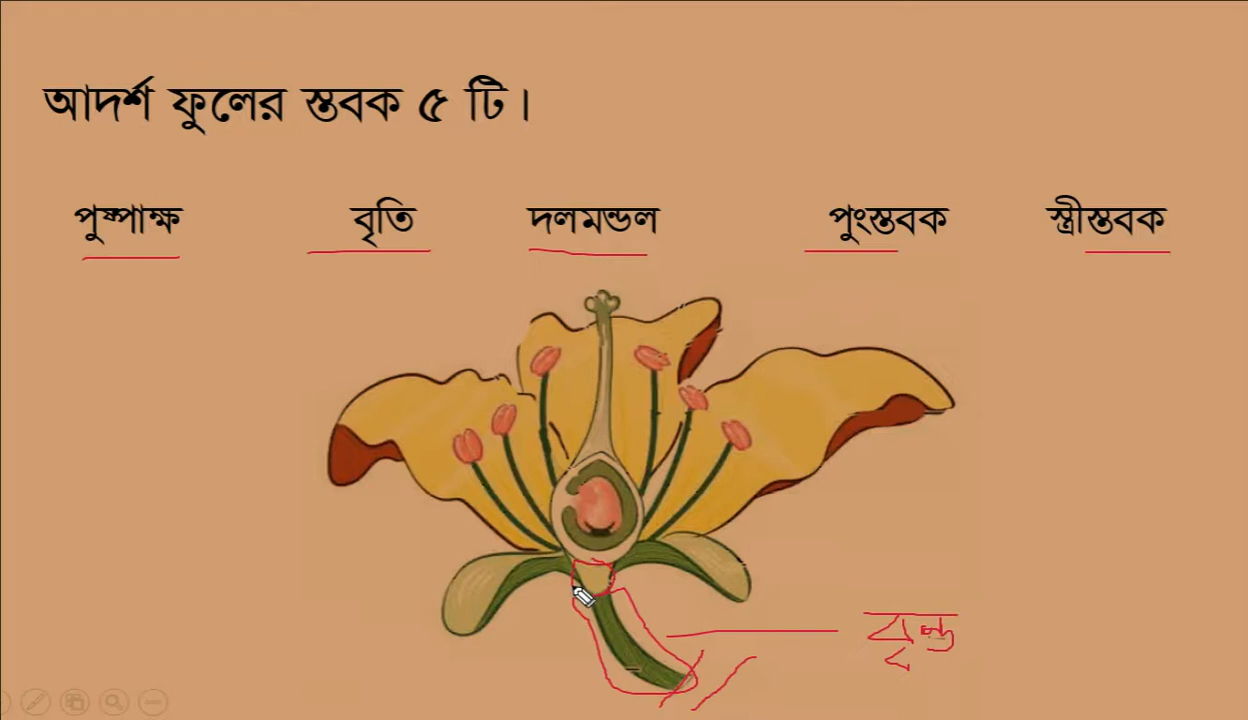 আদর্শ ফুলের স্তবক ৫ টি।
পুষ্পাক্ষ বৃতি দলমন্ডল পুংস্তবক স্ত্রীস্তবক
বৃন্ত